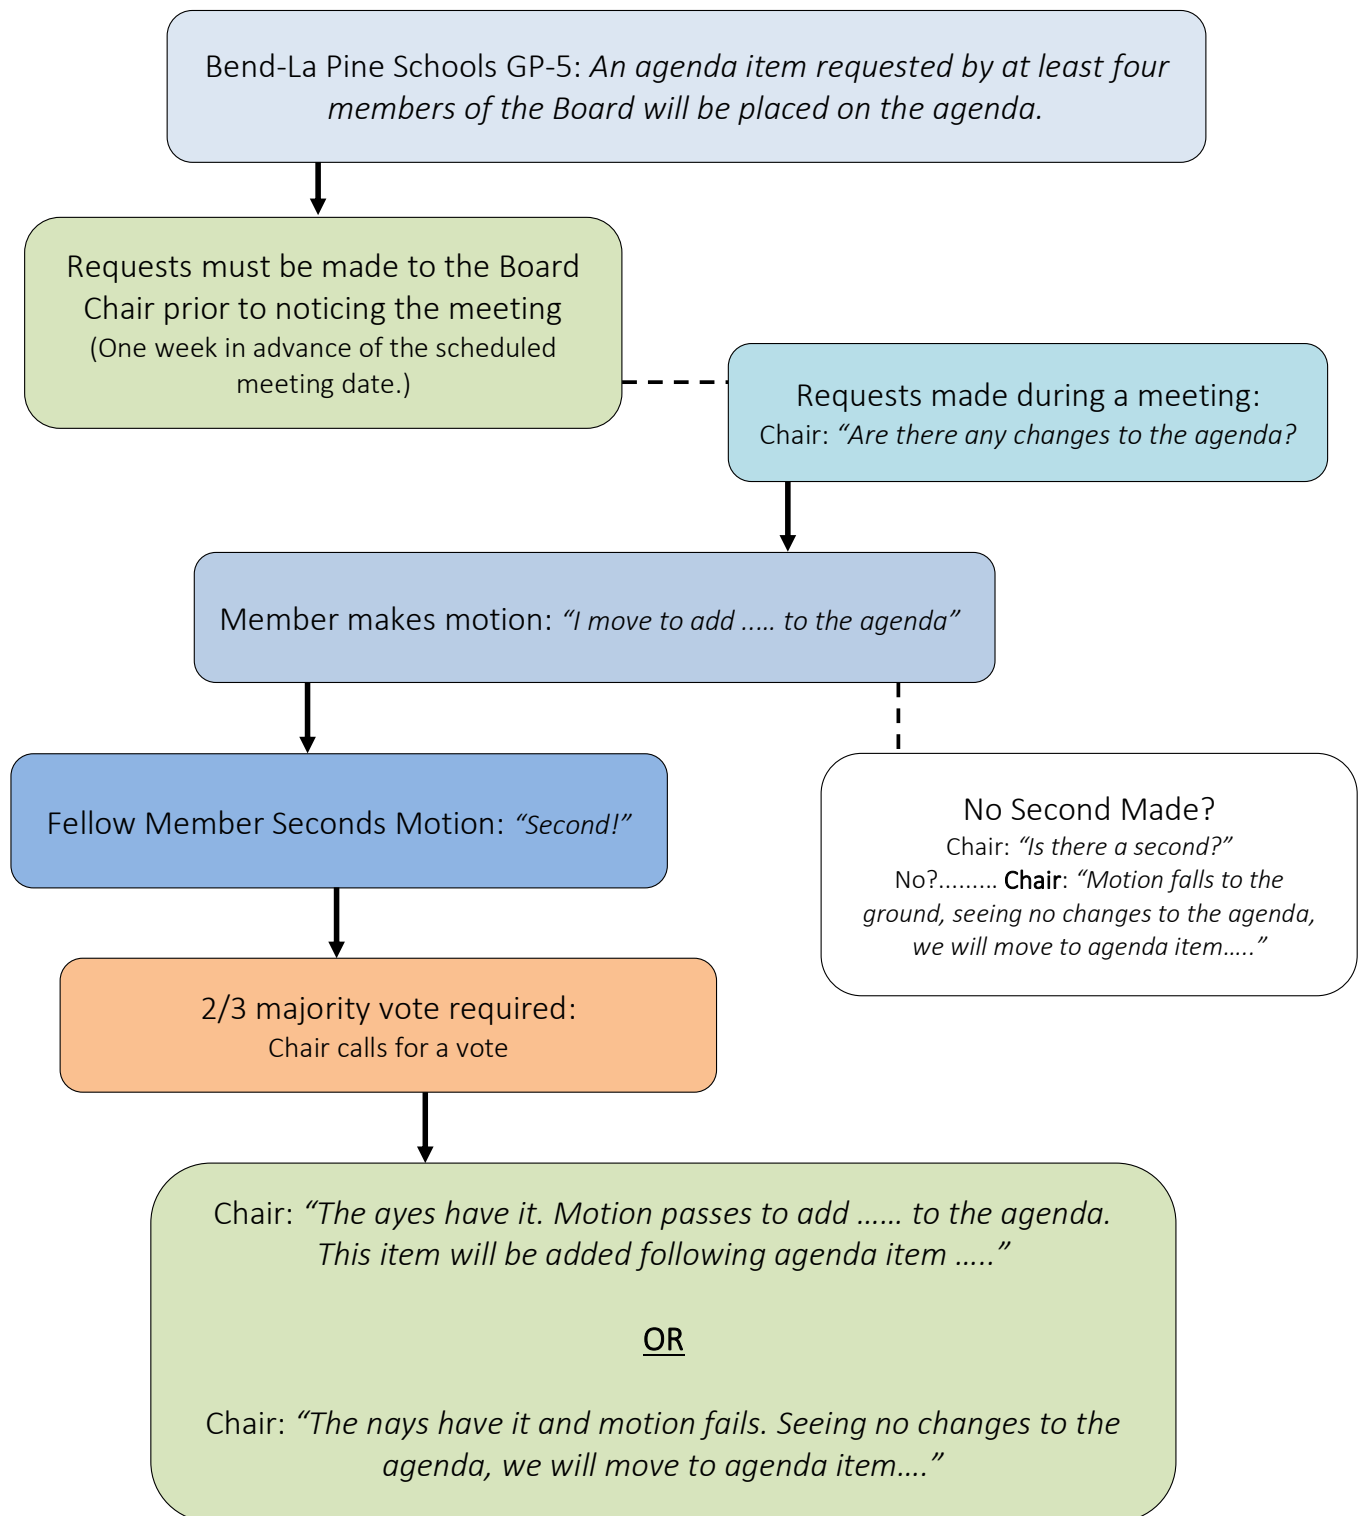 Bend-La Pine Schools GP-5: An agenda item requested by at least four
members of the Board will be placed on the agenda.
Requests must be made to the Board
Chair prior to noticing the meeting
(One week in advance of the scheduled
meeting date.)
Requests made during a meeting:
Chair: “Are there any changes to the agenda?
Member makes motion: “I move to add ..... to the agenda”
Fellow Member Seconds Motion: “Second!”
No Second Made?
Chair: “Is there a second?”
No?......... Chair: “Motion falls to the
ground, seeing no changes to the agenda,
we will move to agenda item…..”
2/3 majority vote required:
Chair calls for a vote
Chair: “The ayes have it. Motion passes to add …... to the agenda.
This item will be added following agenda item …..”
OR
Chair: “The nays have it and motion fails. Seeing no changes to the
agenda, we will move to agenda item….”